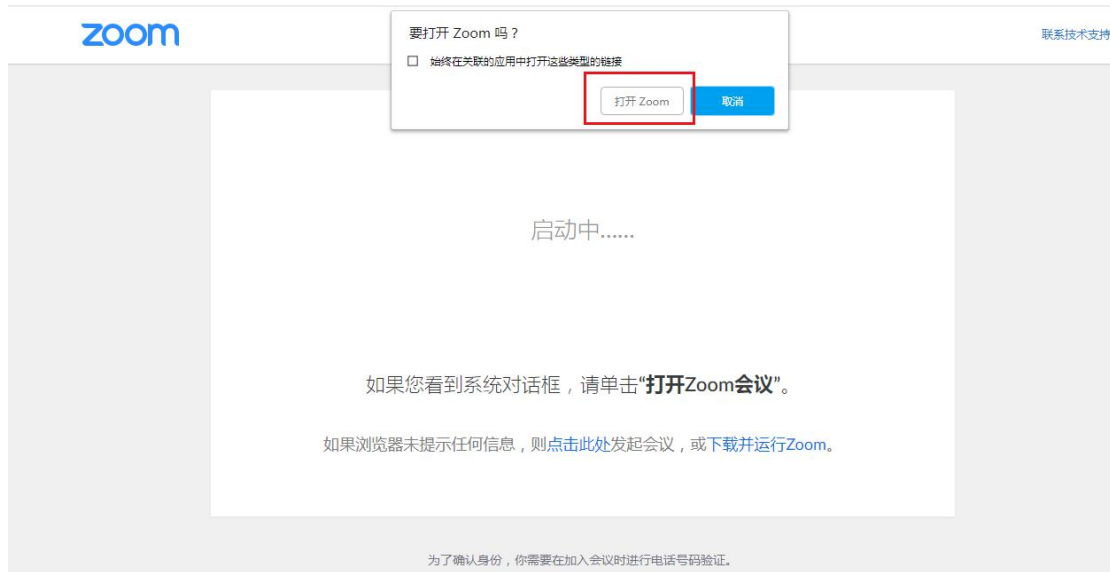 zoom
要打开 Zoom 吗？
始终在关联的应用中打开这些类型的链接
打开 Zoom
取消
联系技术支持
启动中......
如果您看到系统对话框，请单击“打开Zoom会议”。
如果浏览器未提示任何信息，则点击此处发起会议，或下载并运行Zoom。
为了确认身份，你需要在加入会议时进行电话号码验证。